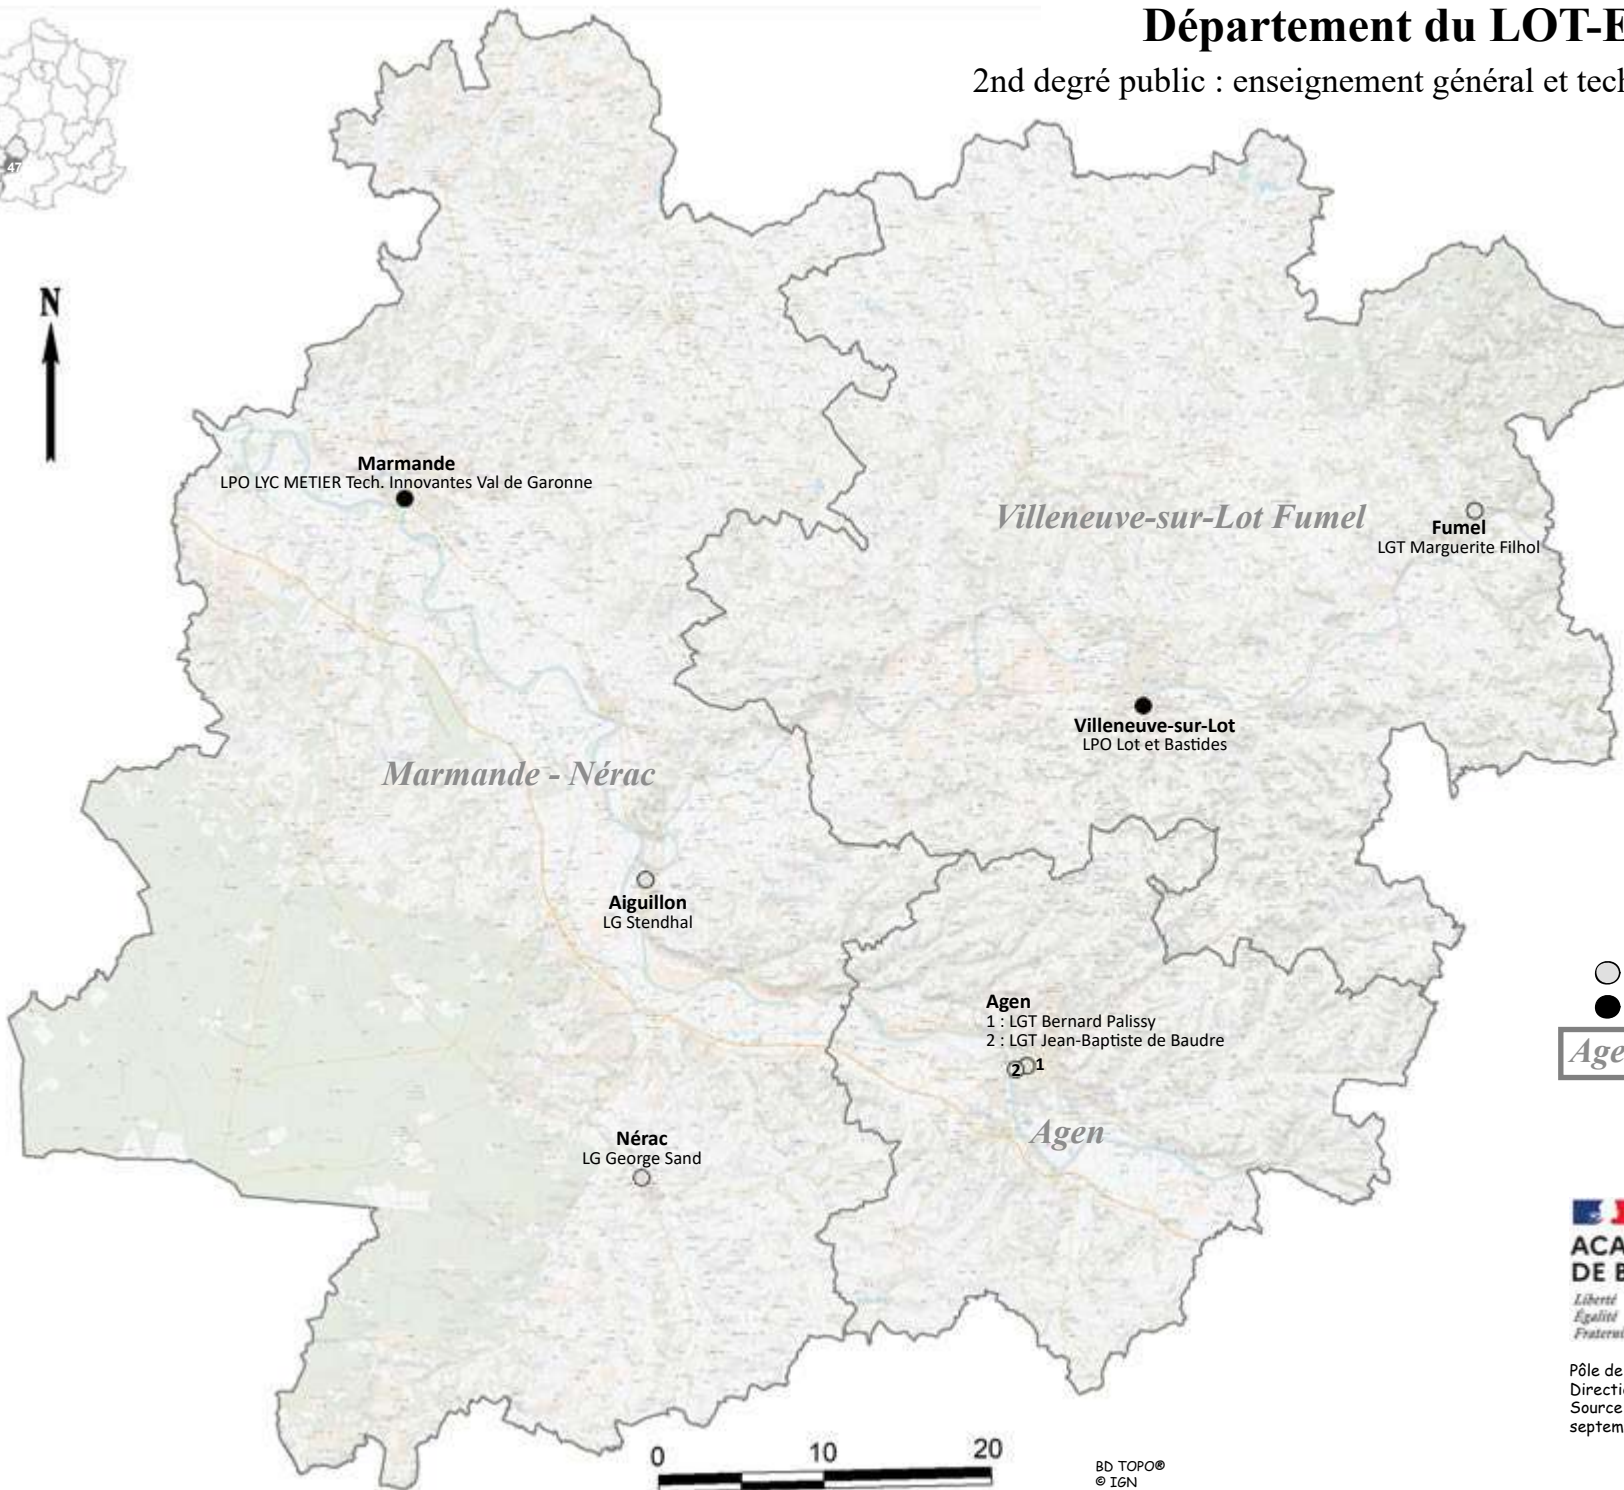 Département du LOT-E
2nd degré public : enseignement général et tech
47
N
Marmande
LPO LYC METIER Tech. Innovantes Val de Garonne
Villeneuve-sur-Lot Fumel
Fumel
LGT Marguerite Filhol
Villeneuve-sur-Lot
LPO Lot et Bastides
Marmande - Nérac
Aiguillon
LG Stendhal
Agen
1 : LGT Bernard Palissy
2 : LGT Jean-Baptiste de Baudre
2 1
Age
Agen
Nérac
LG George Sand
ACA
DE B
Liberté
Égalité
Fraterni
Pôle de
Directi
Source
septem
0 10 20
BD TOPO®
© IGN